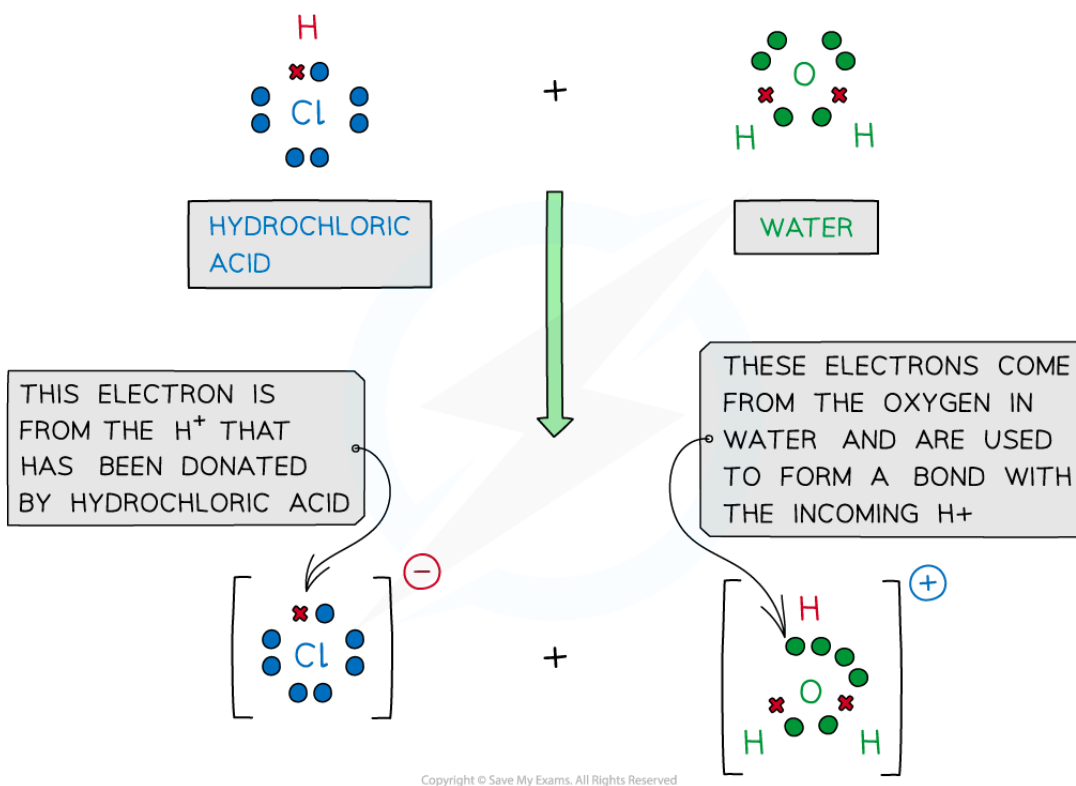 H
Cl
+
O
H H
HYDROCHLORIC
ACID
WATER
THIS ELECTRON IS
FROM THE H⁺ THAT
HAS BEEN DONATED
BY HYDROCHLORIC ACID
THESE ELECTRONS COME
FROM THE OXYGEN IN
WATER AND ARE USED
TO FORM A BOND WITH
THE INCOMING H+
−
Cl
+
+
H
O
H H
Copyright © Save My Exams. All Rights Reserved